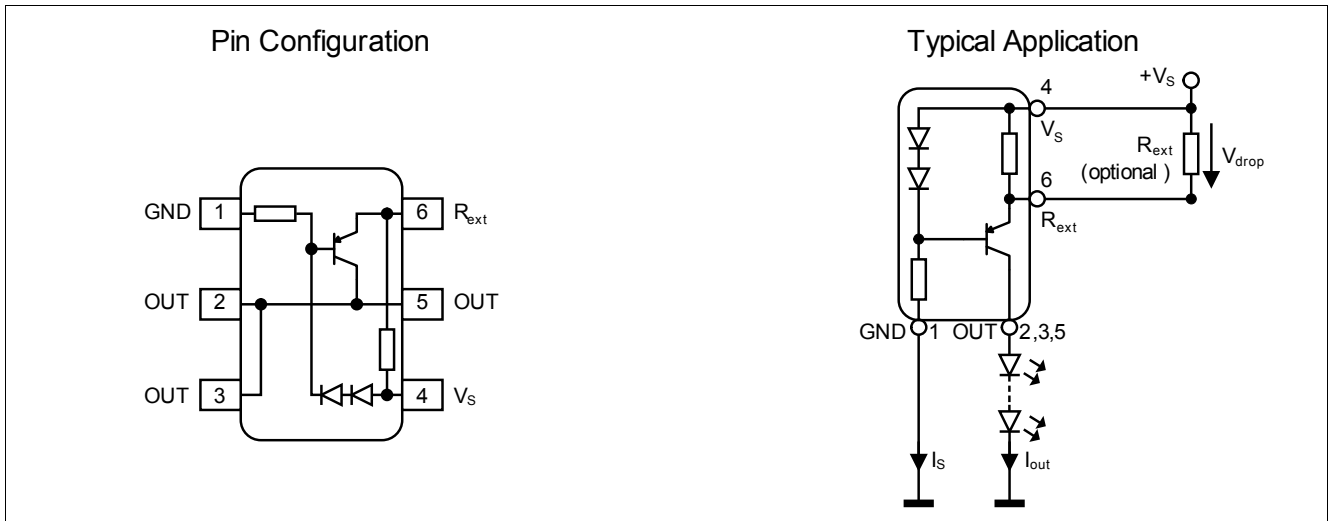 Pin Configuration
GND 1
6 Rext
OUT 2
5 OUT
OUT 3
4 VS
Typical Application
+VS
4
VS
Rext
(optional )
Vdrop
6
Rext
GND 1 OUT 2,3,5
IS
Iout